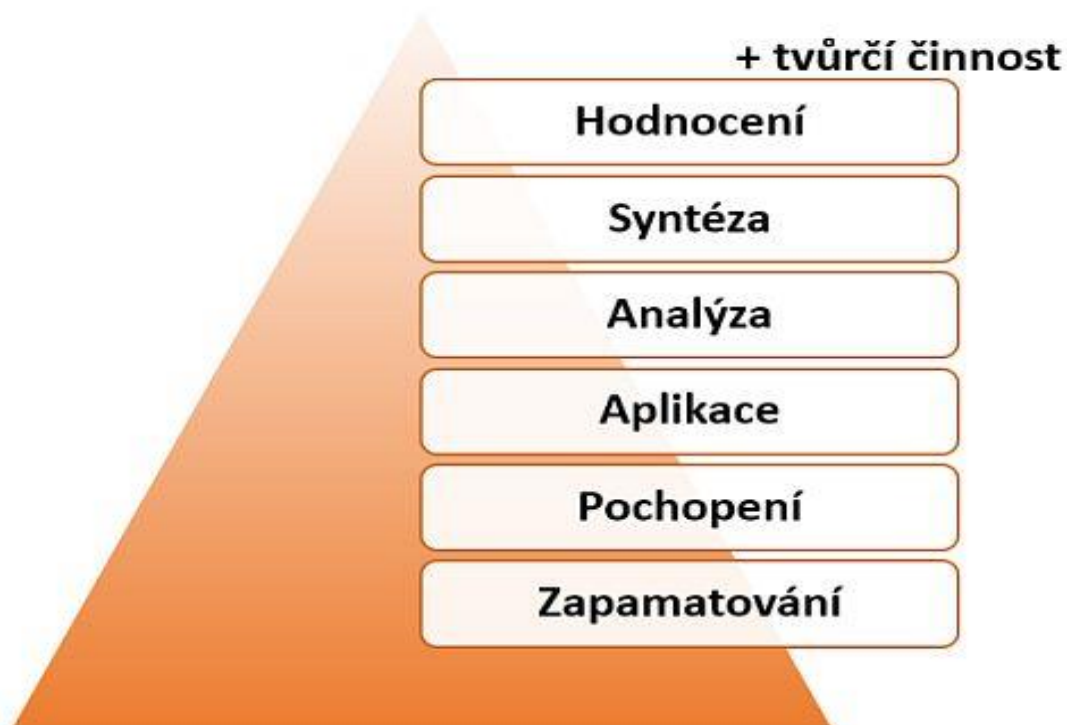 + tvůrčí činnost
Hodnocení
Syntéza
Analýza
Aplikace
Pochopení
Zapamatování